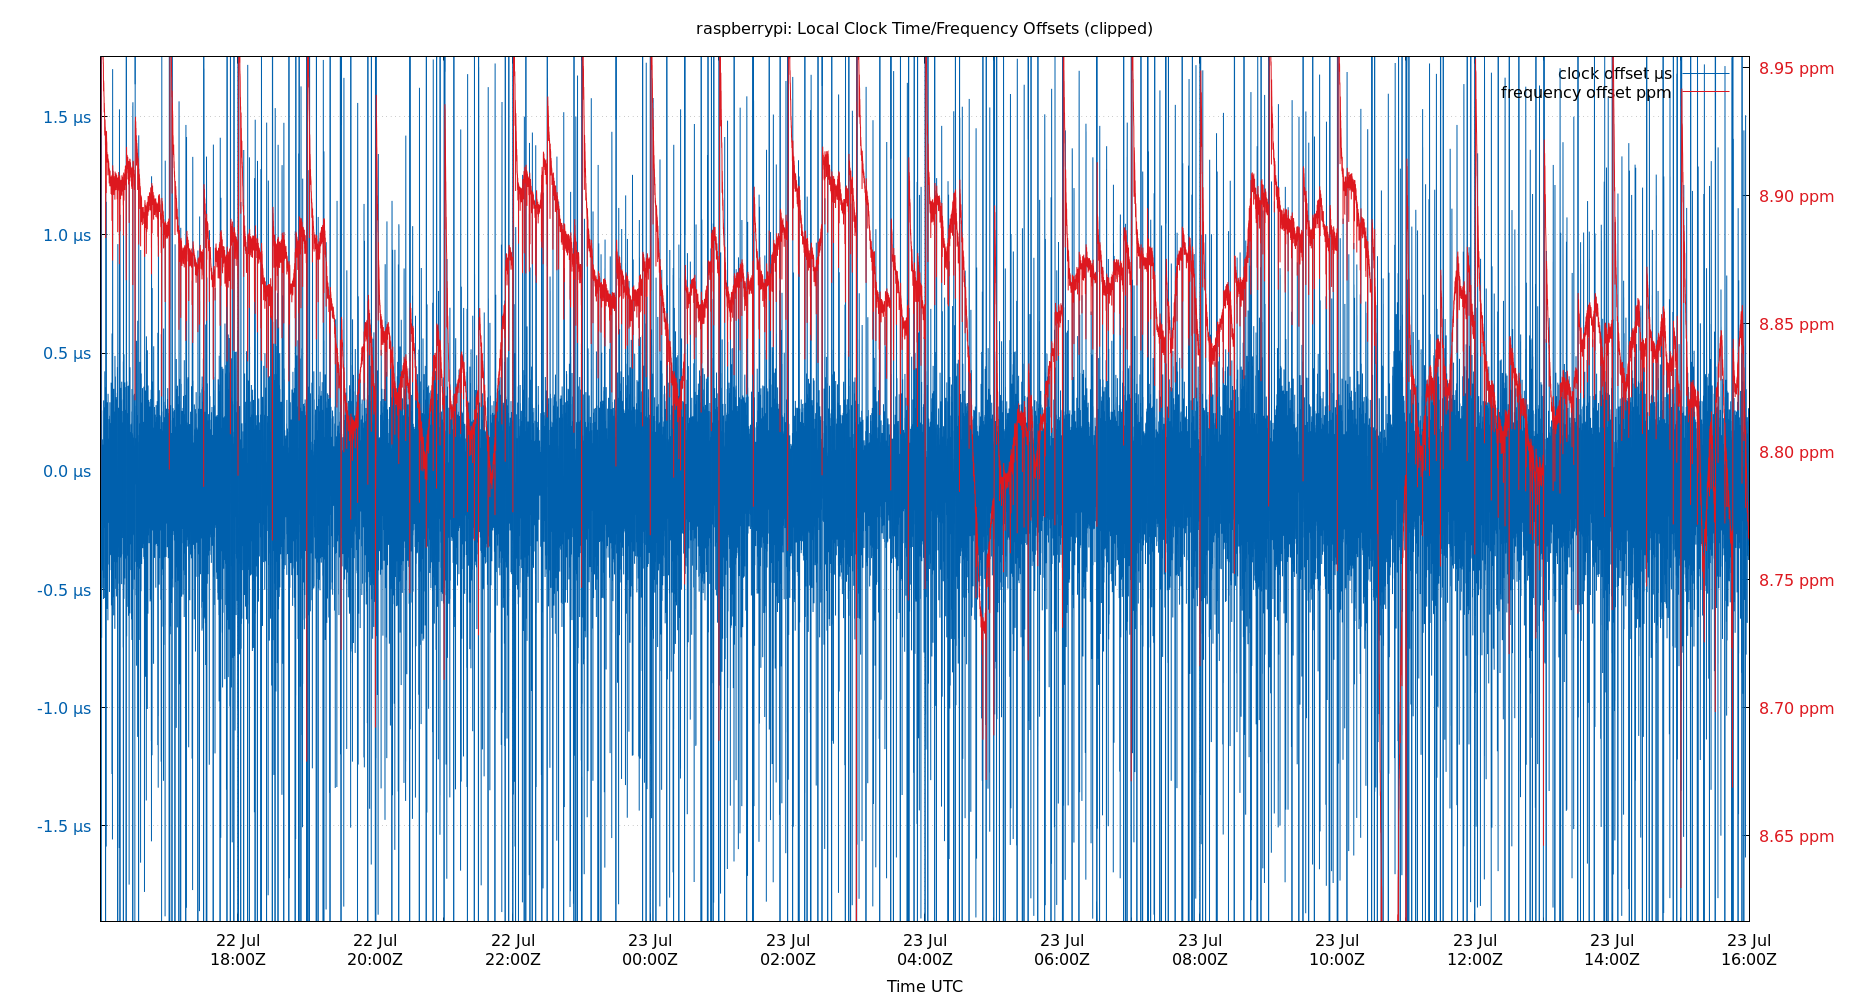 raspberrypi: Local Clock Time/Frequency Offsets (clipped)
clock offset µs
frequency offset ppm
1.5 µs
1.0 µs
0.5 µs
0.0 µs
-0.5 µs
-1.0 µs
-1.5 µs
8.95 ppm
8.90 ppm
8.85 ppm
8.80 ppm
8.75 ppm
8.70 ppm
8.65 ppm
22 Jul
18:00Z
22 Jul
20:00Z
22 Jul
22:00Z
23 Jul
00:00Z
23 Jul
02:00Z
23 Jul
04:00Z
23 Jul
06:00Z
23 Jul
08:00Z
23 Jul
10:00Z
23 Jul
12:00Z
23 Jul
14:00Z
23 Jul
16:00Z
Time UTC